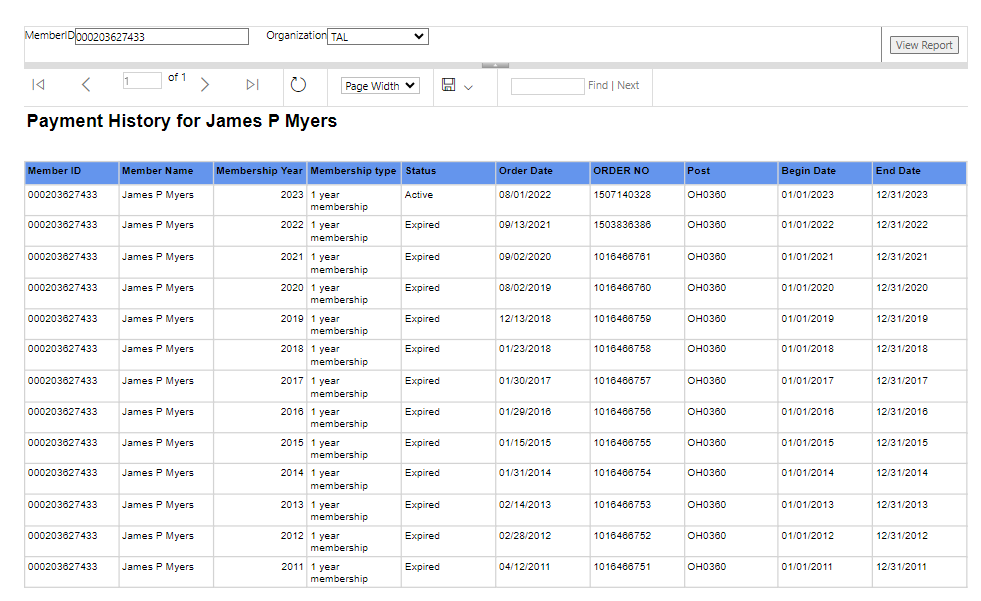 MemberID 000203627433 Organization TAL
View Report
1 of 1 Page Width Find | Next
Payment History for James P Myers
Member ID Member Name Membership Year Membership type Status Order Date ORDER NO Post Begin Date End Date
000203627433 James P Myers 2023 1 year membership Active 08/01/2022 1507140328 OH0360 01/01/2023 12/31/2023
000203627433 James P Myers 2022 1 year membership Expired 09/13/2021 1503836386 OH0360 01/01/2022 12/31/2022
000203627433 James P Myers 2021 1 year membership Expired 09/02/2020 1016466761 OH0360 01/01/2021 12/31/2021
000203627433 James P Myers 2020 1 year membership Expired 08/02/2019 1016466760 OH0360 01/01/2020 12/31/2020
000203627433 James P Myers 2019 1 year membership Expired 12/13/2018 1016466759 OH0360 01/01/2019 12/31/2019
000203627433 James P Myers 2018 1 year membership Expired 01/23/2018 1016466758 OH0360 01/01/2018 12/31/2018
000203627433 James P Myers 2017 1 year membership Expired 01/30/2017 1016466757 OH0360 01/01/2017 12/31/2017
000203627433 James P Myers 2016 1 year membership Expired 01/29/2016 1016466756 OH0360 01/01/2016 12/31/2016
000203627433 James P Myers 2015 1 year membership Expired 01/15/2015 1016466755 OH0360 01/01/2015 12/31/2015
000203627433 James P Myers 2014 1 year membership Expired 01/31/2014 1016466754 OH0360 01/01/2014 12/31/2014
000203627433 James P Myers 2013 1 year membership Expired 02/14/2013 1016466753 OH0360 01/01/2013 12/31/2013
000203627433 James P Myers 2012 1 year membership Expired 02/28/2012 1016466752 OH0360 01/01/2012 12/31/2012
000203627433 James P Myers 2011 1 year membership Expired 04/12/2011 1016466751 OH0360 01/01/2011 12/31/2011